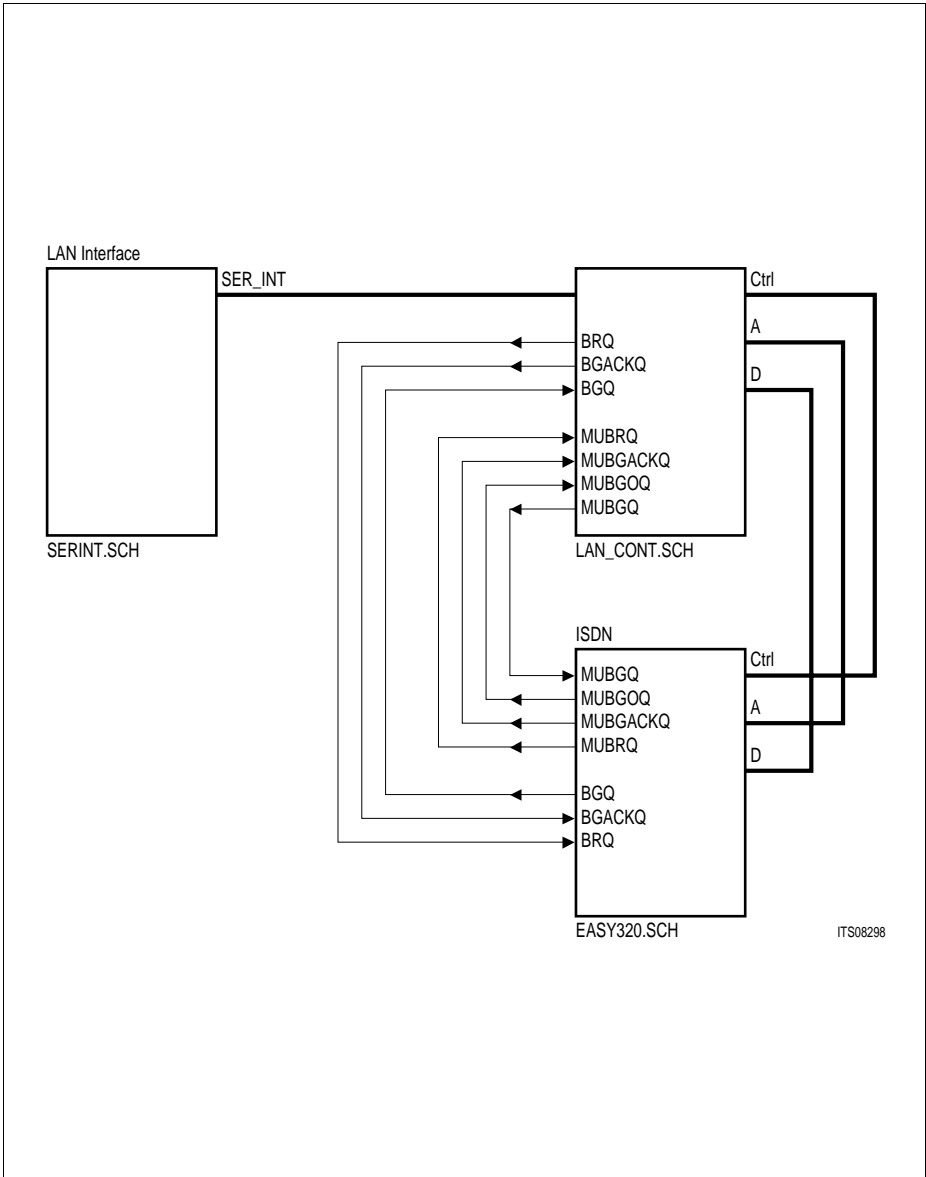 LAN Interface
SER_INT
Ctrl
A
BRQ
BGACKQ
D
BGQ
MUBRQ
MUBGACKQ
MUBGOQ
MUBGQ
SERINT.SCH
LAN_CONT.SCH
ISDN
Ctrl
MUBGQ
MUBGOQ
A
MUBGACKQ
MUBRQ
D
BGQ
BGACKQ
BRQ
EASY320.SCH
ITS08298